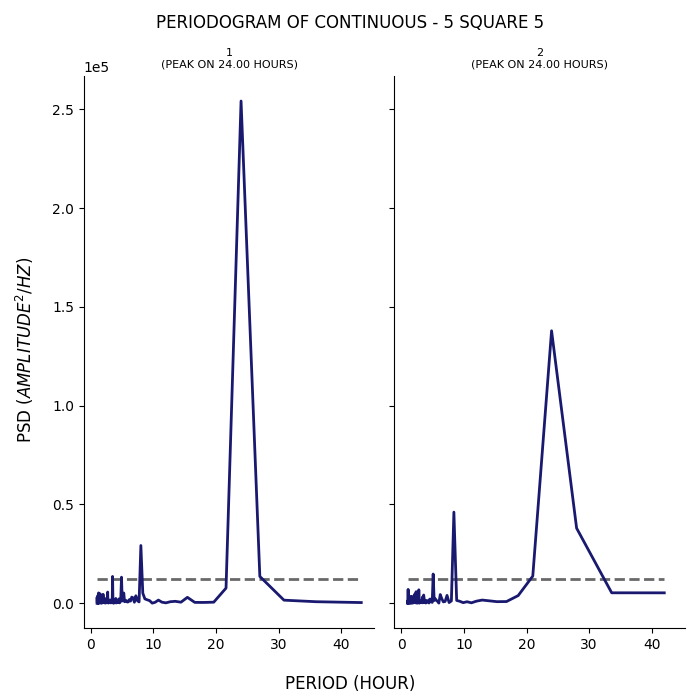 PERIODOGRAM OF CONTINUOUS - 5 SQUARE 5
1
(PEAK ON 24.00 HOURS)
2
(PEAK ON 24.00 HOURS)
1e5
2.5
2.0
1.5
1.0
0.5
0.0
PSD (AMPLITUDE²/HZ)
0 10 20 30 40
0 10 20 30 40
PERIOD (HOUR)